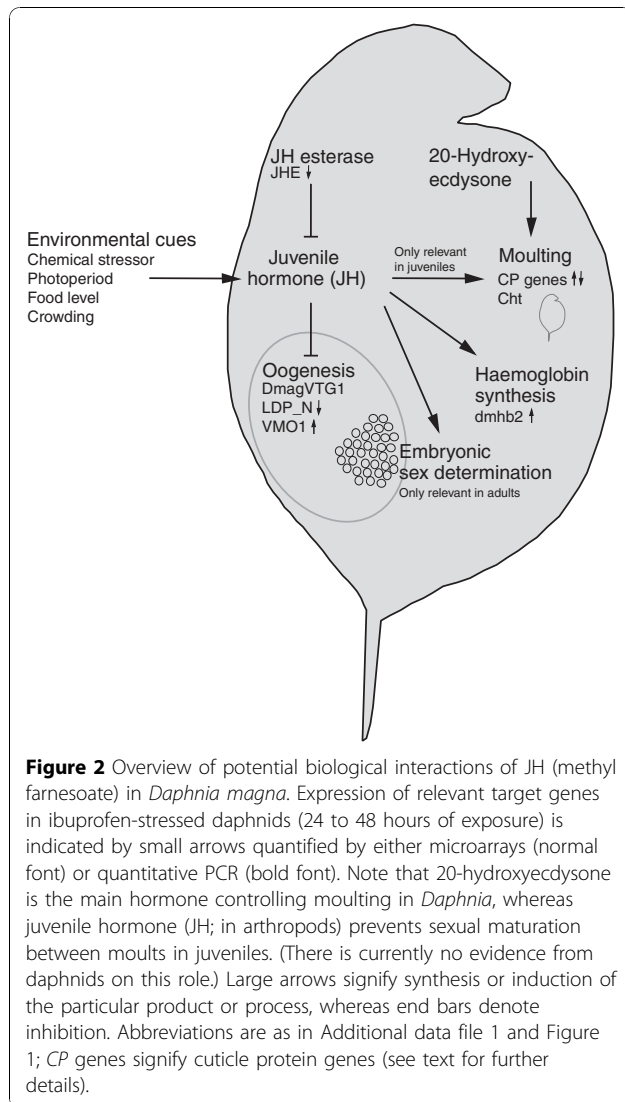 JH esterase
JHE ↓
20-Hydroxy-
ecdysone
Environmental cues
Chemical stressor
Photoperiod
Food level
Crowding
Juvenile
hormone (JH)
Only relevant
in juveniles
Moulting
CP genes ↑↓
Cht
Oogenesis
DmagVTG1
LDP_N ↓
VMO1 ↑
Haemoglobin
synthesis
dmhb2 ↑
Embryonic
sex determination
Only relevant in adults
Figure 2 Overview of potential biological interactions of JH (methyl
farnesoate) in Daphnia magna. Expression of relevant target genes
in ibuprofen-stressed daphnids (24 to 48 hours of exposure) is
indicated by small arrows quantified by either microarrays (normal
font) or quantitative PCR (bold font). Note that 20-hydroxyecdysone
is the main hormone controlling moulting in Daphnia, whereas
juvenile hormone (JH; in arthropods) prevents sexual maturation
between moults in juveniles. (There is currently no evidence from
daphnids on this role.) Large arrows signify synthesis or induction of
the particular product or process, whereas end bars denote
inhibition. Abbreviations are as in Additional data file 1 and Figure
1; CP genes signify cuticle protein genes (see text for further
details).